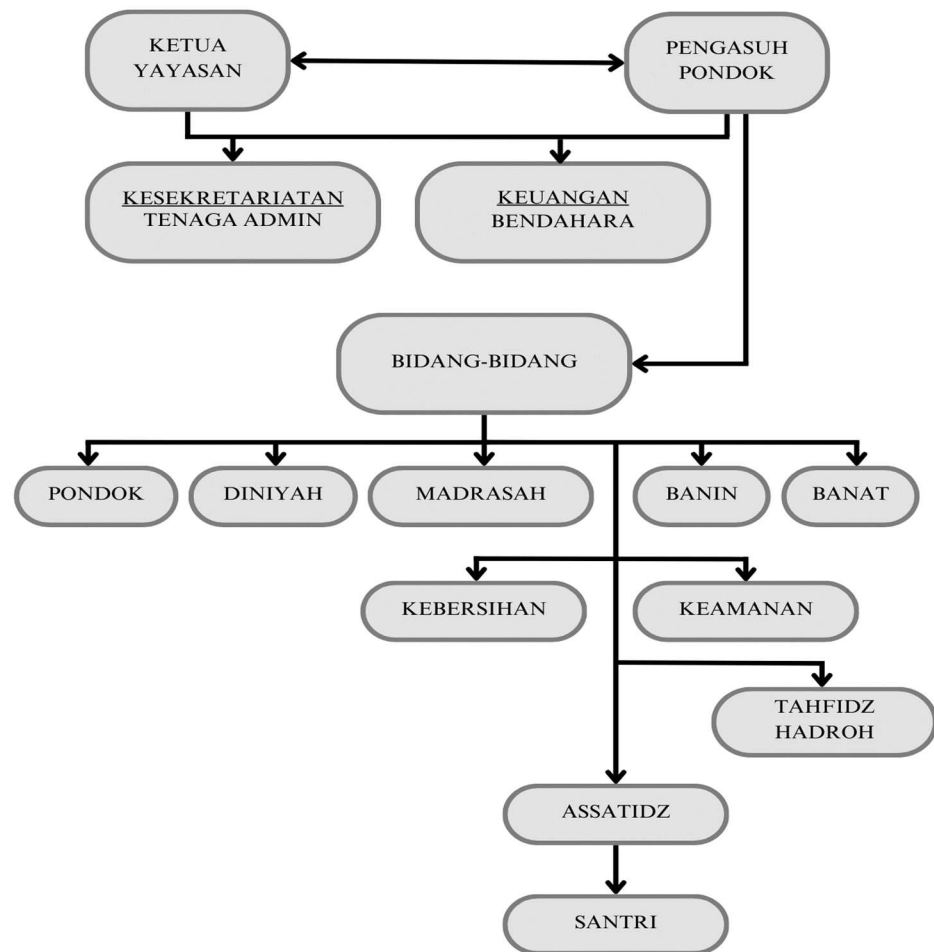 KETUA
YAYASAN
PENGASUH
PONDOK
KESEKRETARIATAN
TENAGA ADMIN
KEUANGAN
BENDAHARA
BIDANG-BIDANG
PONDOK
DINIYAH
MADRASAH
BANIN
BANAT
KEBERSIHAN
KEAMANAN
TAHFIDZ
HADROH
ASSATIDZ
SANTRI